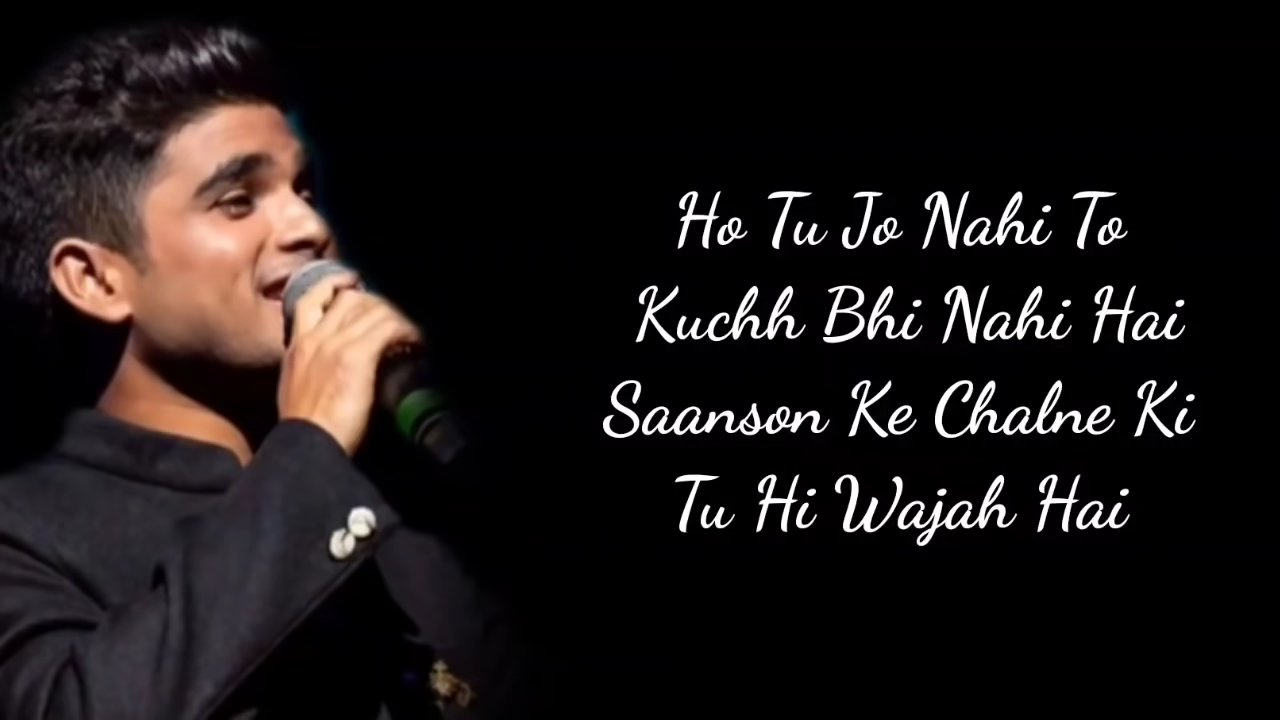 Ho Tu Jo Nahi To
Kuchh Bhi Nahi Hai
Saanson Ke Chalne Ki
Tu Hi Wajah Hai